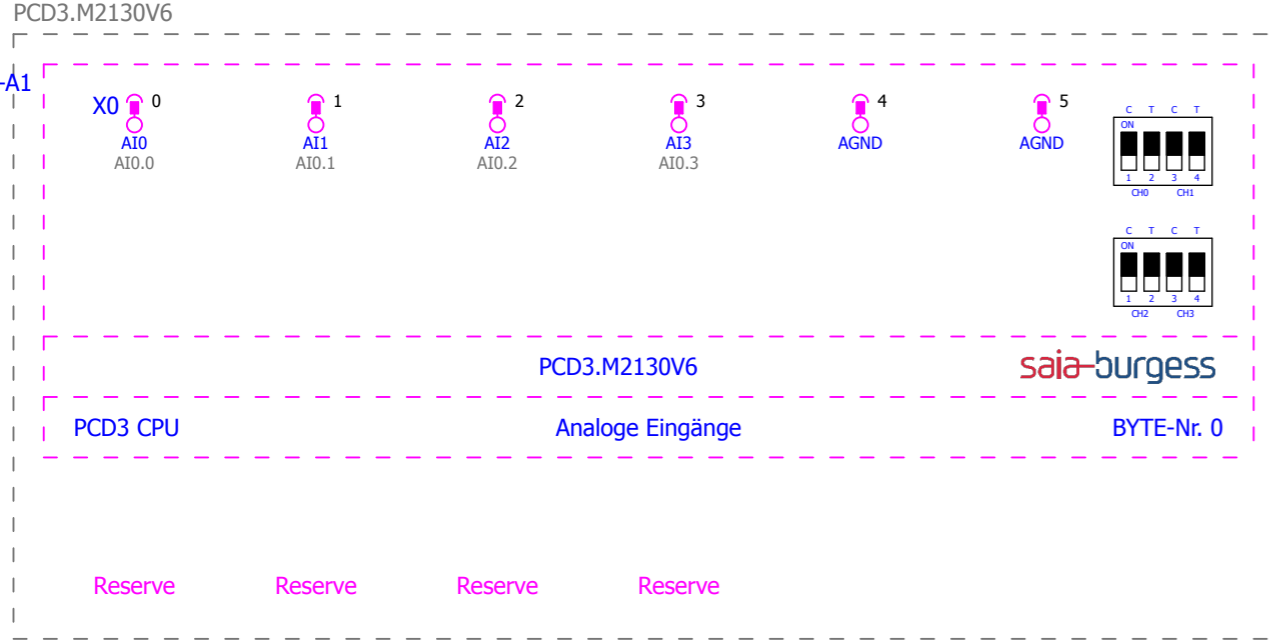 PCD3.M2130V6
-A1
X0 0 1 2 3 4 5
AI0 AI1 AI2 AI3 AGND AGND
AI0.0 AI0.1 AI0.2 AI0.3
C T C T
ON
1 2 3 4
CH0 CH1
C T C T
ON
1 2 3 4
CH2 CH3
PCD3.M2130V6 saia-burgess
PCD3 CPU Analoge Eingänge BYTE-Nr. 0
Reserve Reserve Reserve Reserve